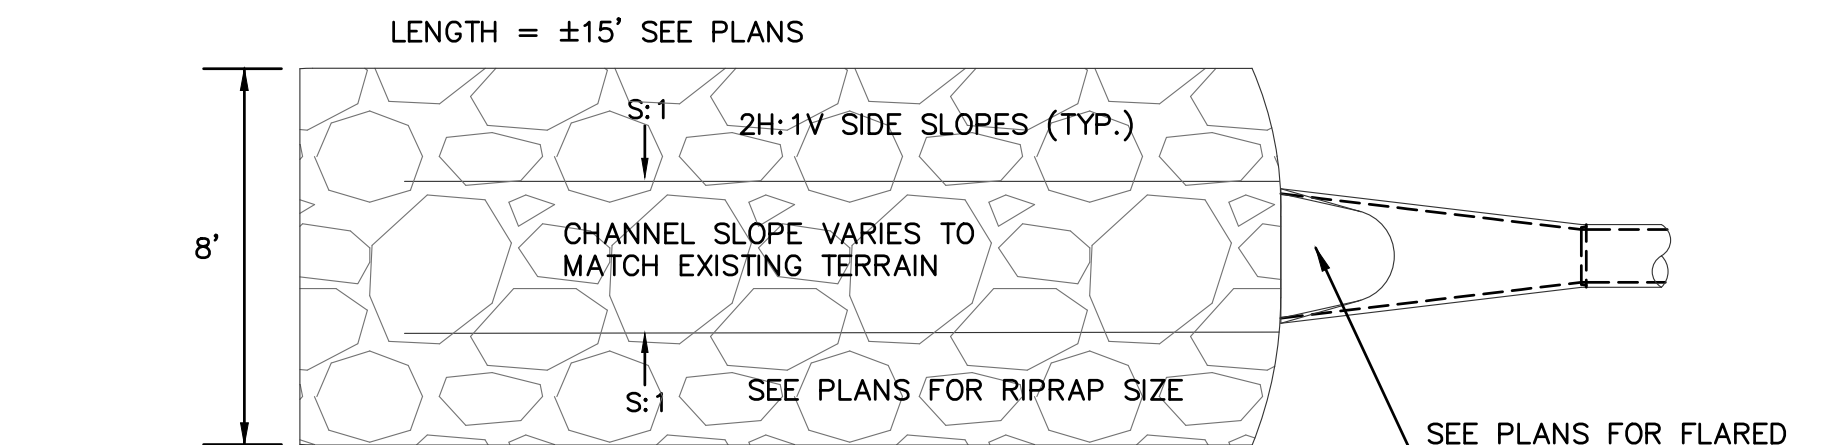 LENGTH = ±15' SEE PLANS
S:1
2H:1V SIDE SLOPES (TYP.)
8'
CHANNEL SLOPE VARIES TO
MATCH EXISTING TERRAIN
S:1
SEE PLANS FOR RIPRAP SIZE
SEE PLANS FOR FLARED